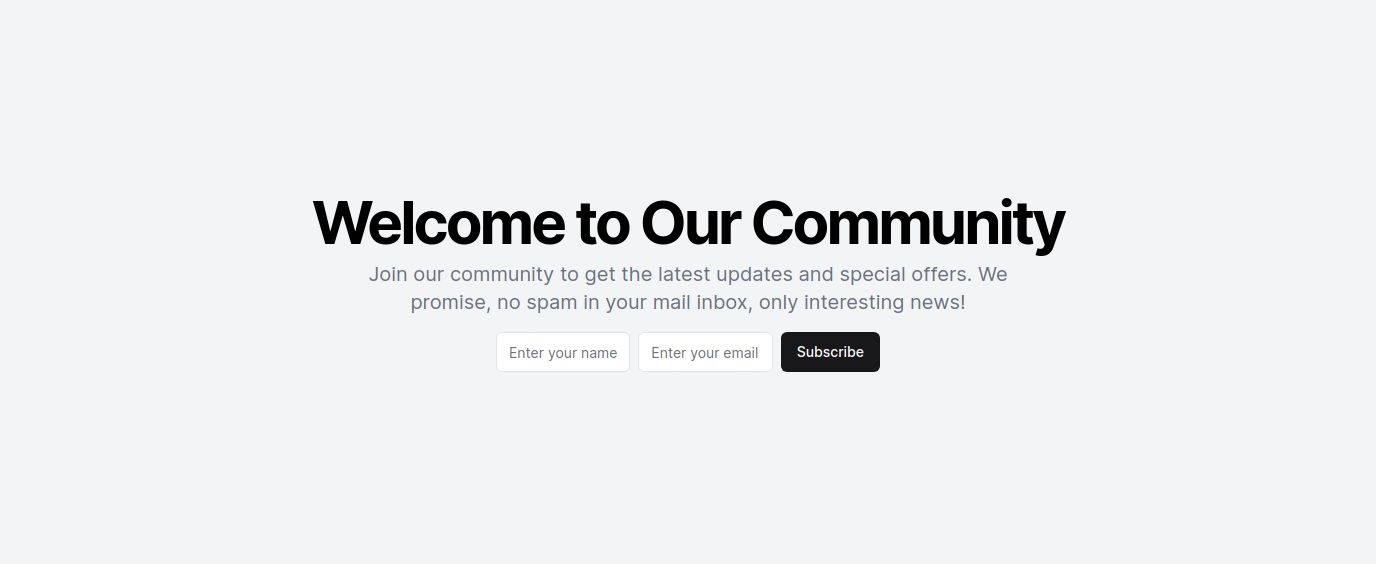 Welcome to Our Community
Join our community to get the latest updates and special offers. We
promise, no spam in your mail inbox, only interesting news!
Enter your name Enter your email Subscribe